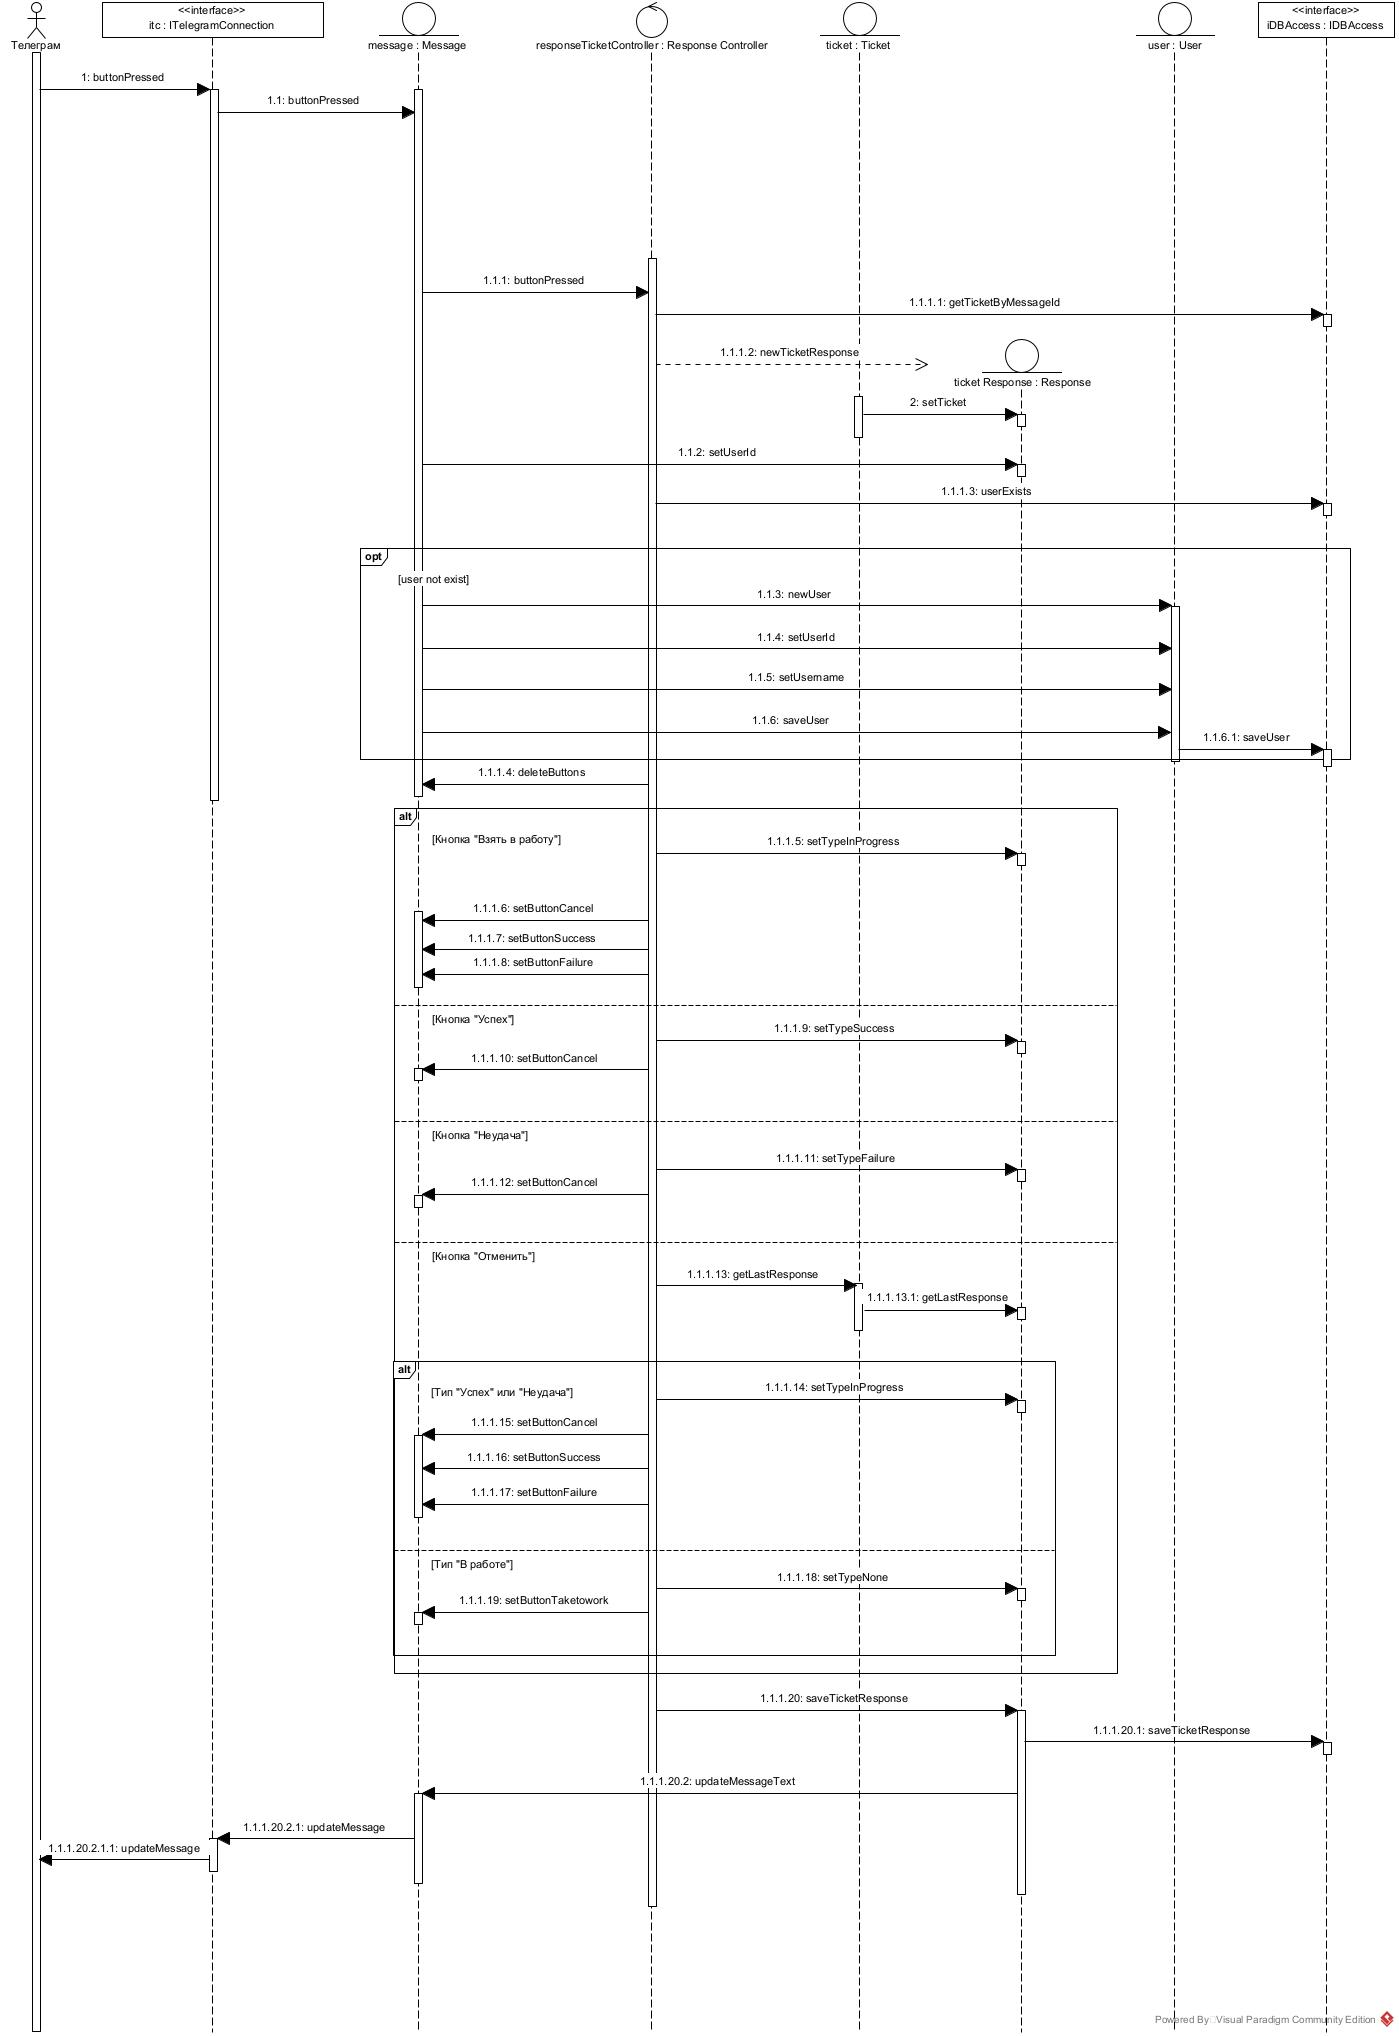 <<interface>>
itc : ITelegramConnection
<<interface>>
iDBAccess : IDBAccess
Телеграм
message : Message
responseTicketController : Response Controller
ticket : Ticket
user : User
1: buttonPressed
1.1: buttonPressed
1.1.1: buttonPressed
1.1.1.1: getTicketByMessageId
1.1.1.2: newTicketResponse
ticket Response : Response
2: setTicket
1.1.2: setUserId
1.1.1.3: userExists
opt
[user not exist]
1.1.3: newUser
1.1.4: setUserId
1.1.5: setUsername
1.1.6: saveUser
1.1.6.1: saveUser
1.1.1.4: deleteButtons
alt
[Кнопка "Взять в работу"]
1.1.1.5: setTypeInProgress
1.1.1.6: setButtonCancel
1.1.1.7: setButtonSuccess
1.1.1.8: setButtonFailure
[Кнопка "Успех"]
1.1.1.9: setTypeSuccess
1.1.1.10: setButtonCancel
[Кнопка "Неудача"]
1.1.1.11: setTypeFailure
1.1.1.12: setButtonCancel
[Кнопка "Отменить"]
1.1.1.13: getLastResponse
1.1.1.13.1: getLastResponse
alt
[Тип "Успех" или "Неудача"]
1.1.1.14: setTypeInProgress
1.1.1.15: setButtonCancel
1.1.1.16: setButtonSuccess
1.1.1.17: setButtonFailure
[Тип "В работе"]
1.1.1.18: setTypeNone
1.1.1.19: setButtonTaketowork
1.1.1.20: saveTicketResponse
1.1.1.20.1: saveTicketResponse
1.1.1.20.2: updateMessageText
1.1.1.20.2.1: updateMessage
1.1.1.20.2.1.1: updateMessage
Powered By Visual Paradigm Community Edition